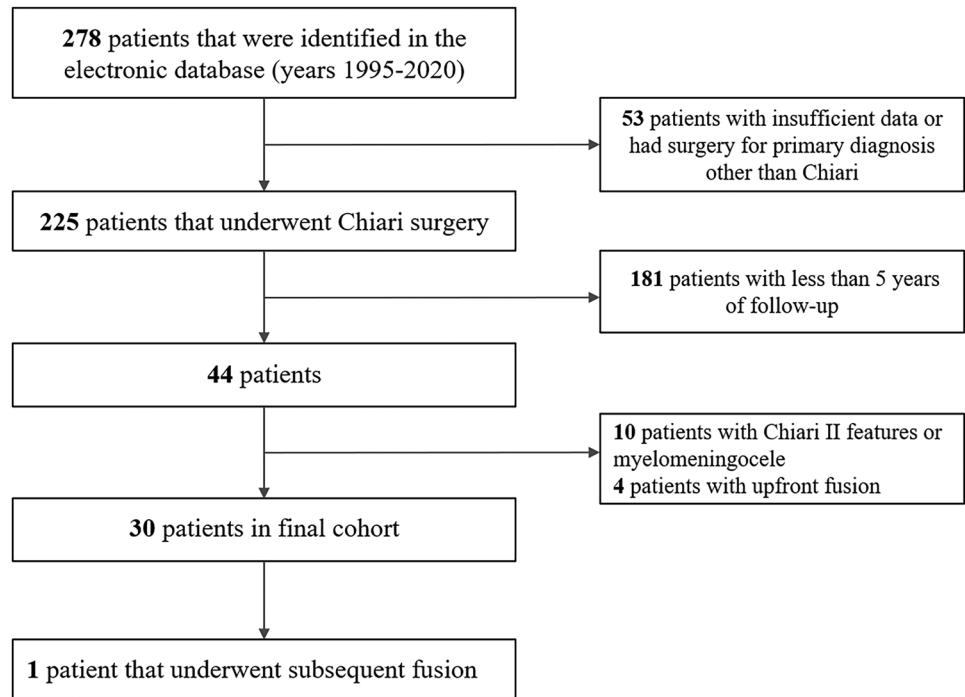 278 patients that were identified in the
electronic database (years 1995-2020)
53 patients with insufficient data or
had surgery for primary diagnosis
other than Chiari
225 patients that underwent Chiari surgery
181 patients with less than 5 years
of follow-up
44 patients
10 patients with Chiari II features or
myelomeningocele
4 patients with upfront fusion
30 patients in final cohort
1 patient that underwent subsequent fusion